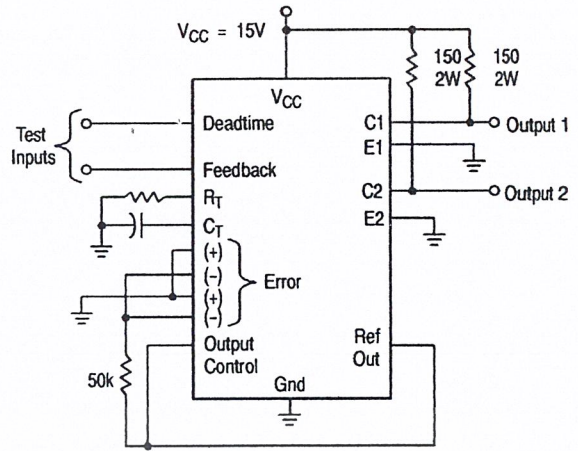 V_CC = 15V
150
2W
150
2W
V_CC
Test
Inputs
Deadtime
Feedback
R_T
C_T
(+)
(–)
(+)
(–)
Error
Output
Control
50k
Gnd
C1
E1
C2
E2
Ref
Out
Output 1
Output 2